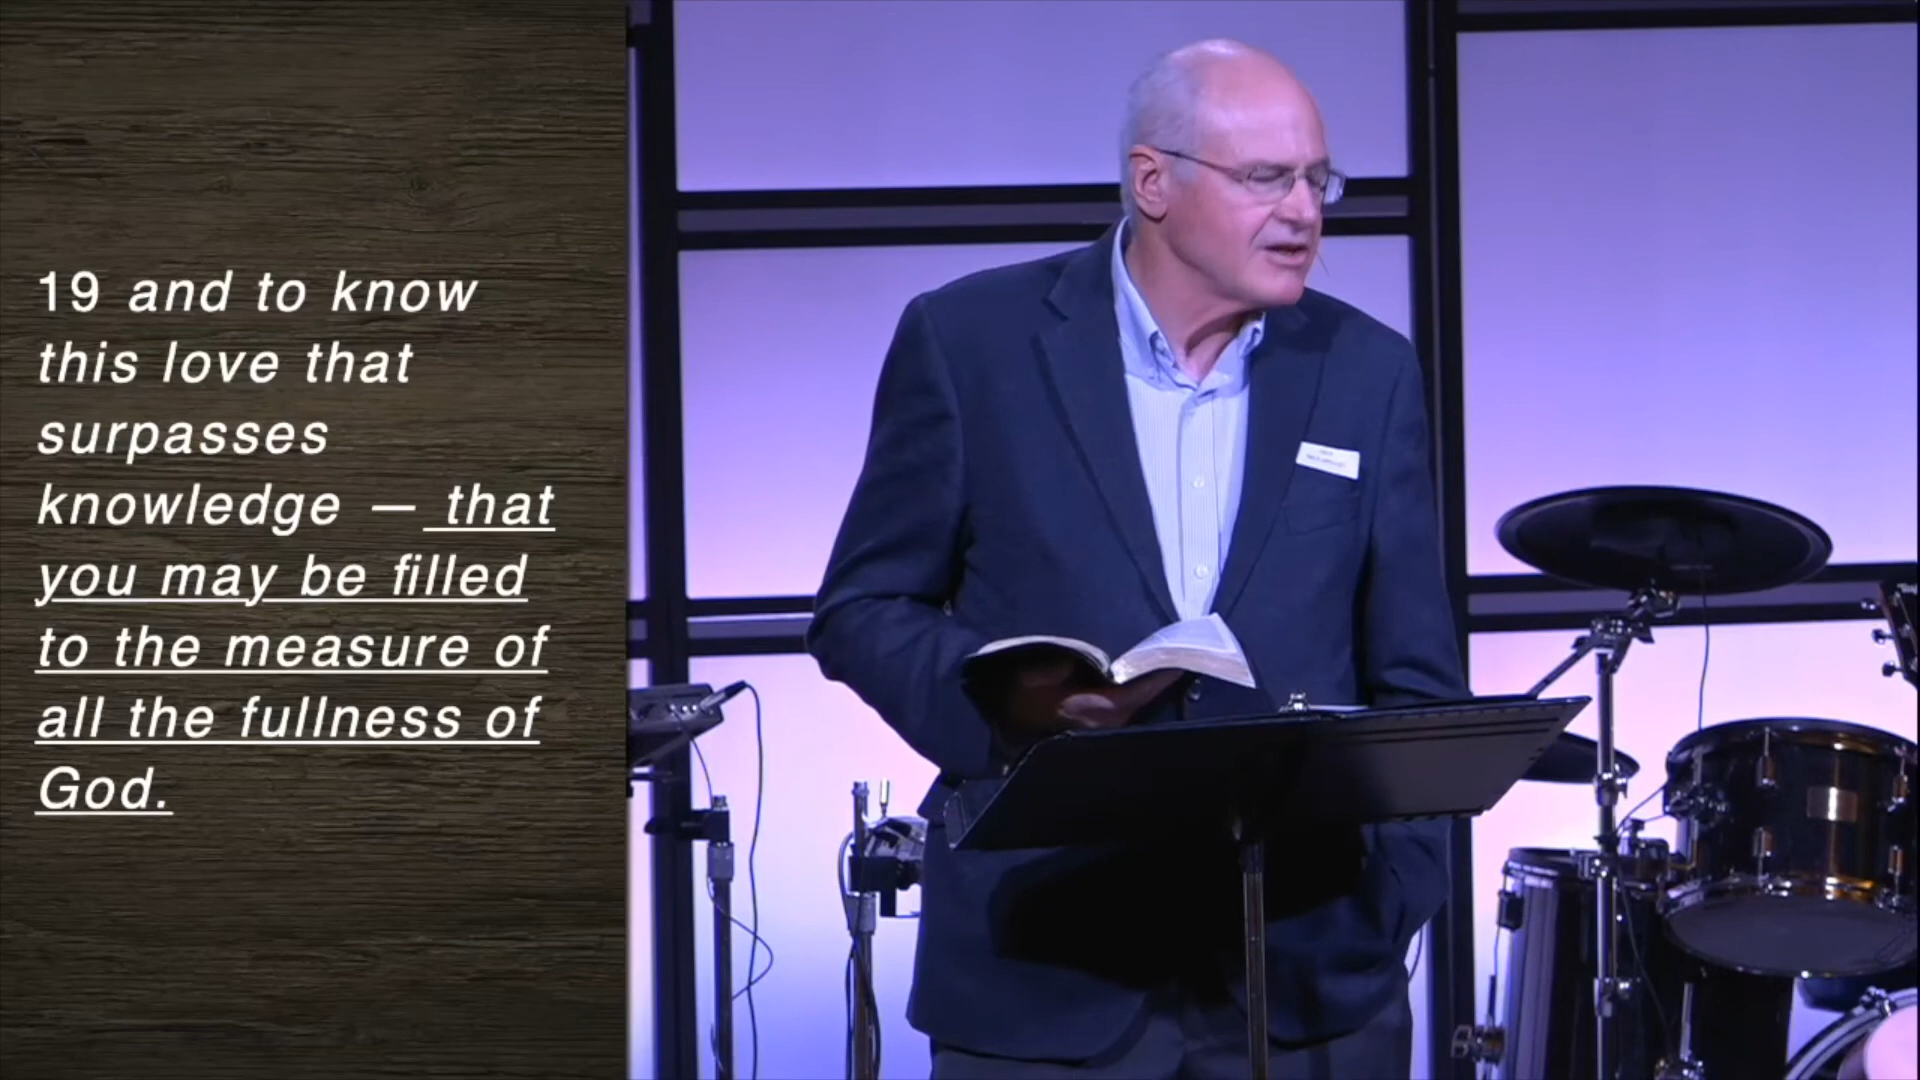 19 and to know
this love that
surpasses
knowledge — that
you may be filled
to the measure of
all the fullness of
God.